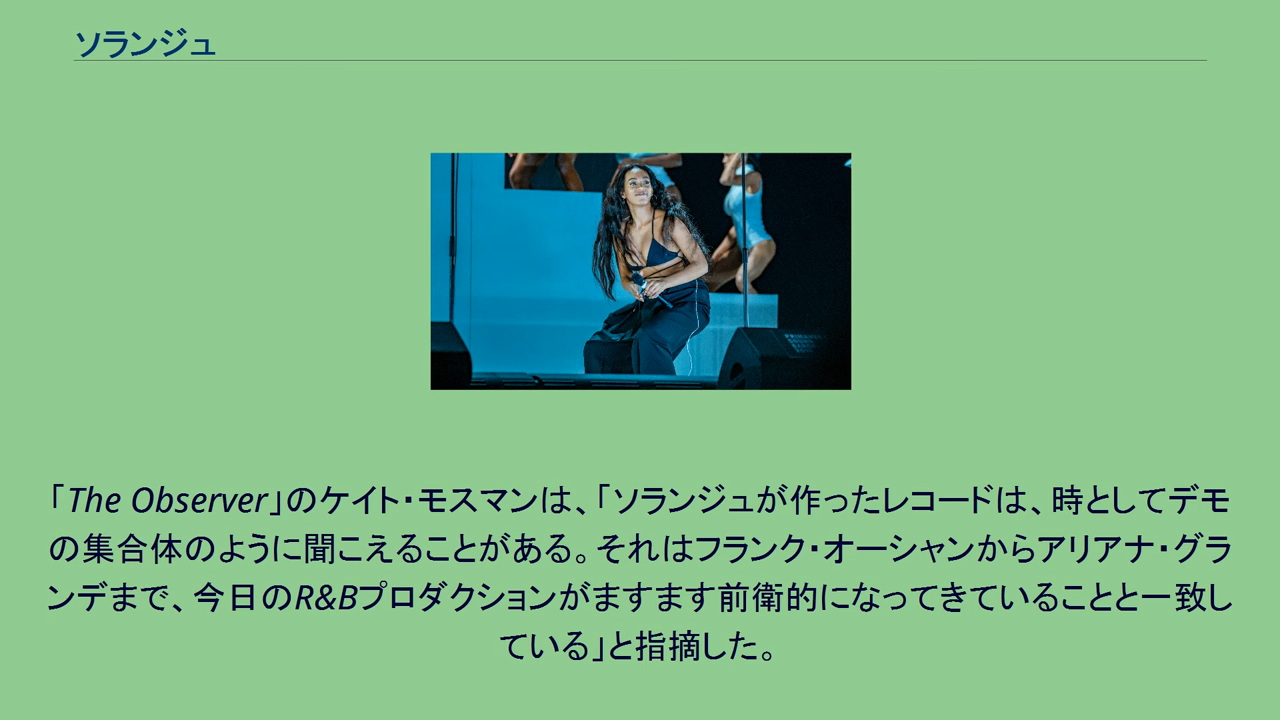 ソランジュ
「The Observer」のケイト・モスマンは、「ソランジュが作ったレコードは、時としてデモ
の集合体のように聞こえることがある。それはフランク・オーシャンからアリアナ・グラ
ンデまで、今日のR&Bプロダクションがますます前衛的になってきていることと一致し
ている」と指摘した。